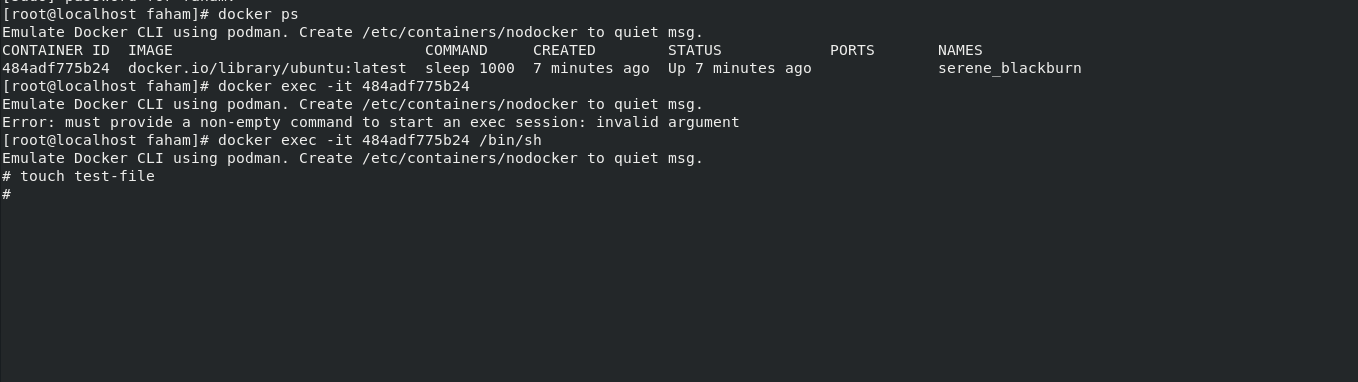 [sudo] password for faham:
[root@localhost faham]# docker ps
Emulate Docker CLI using podman. Create /etc/containers/nodocker to quiet msg.
CONTAINER ID  IMAGE                            COMMAND     CREATED        STATUS            PORTS       NAMES
484adf775b24  docker.io/library/ubuntu:latest  sleep 1000  7 minutes ago  Up 7 minutes ago              serene_blackburn
[root@localhost faham]# docker exec -it 484adf775b24
Emulate Docker CLI using podman. Create /etc/containers/nodocker to quiet msg.
Error: must provide a non-empty command to start an exec session: invalid argument
[root@localhost faham]# docker exec -it 484adf775b24 /bin/sh
Emulate Docker CLI using podman. Create /etc/containers/nodocker to quiet msg.
# touch test-file
#